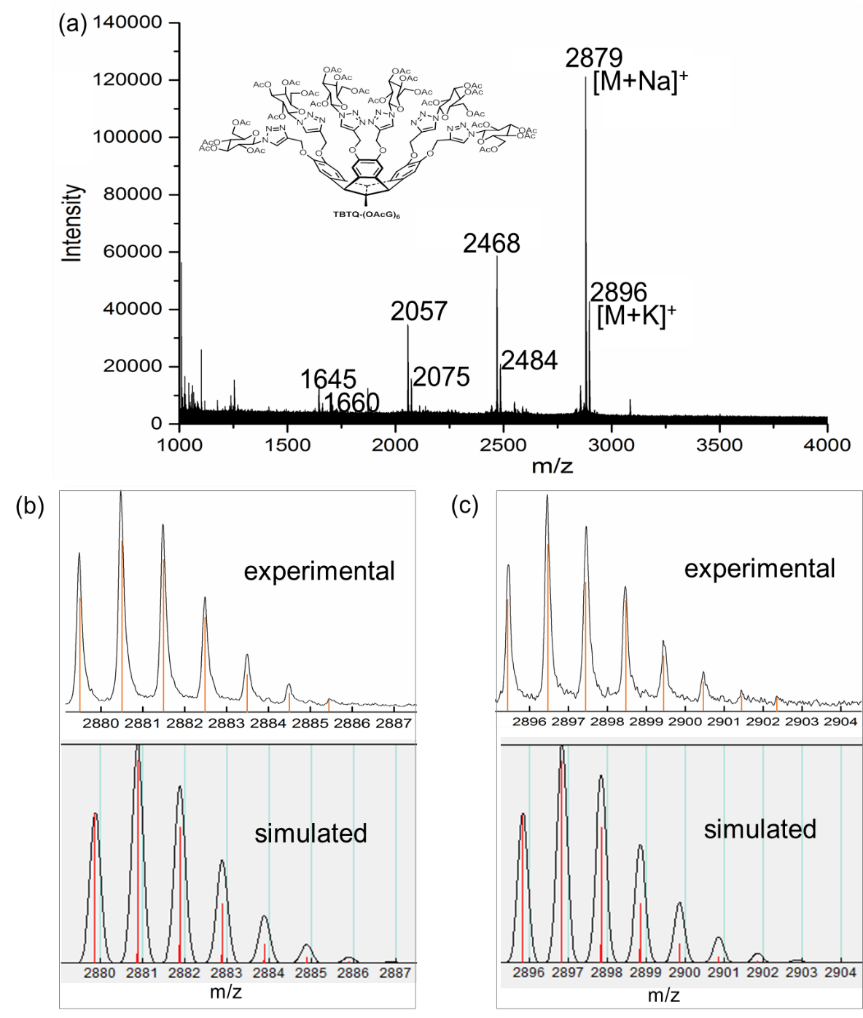 (a)
140000
120000
100000
80000
60000
40000
20000
0
Intensity
2879
[M+Na]+
2896
[M+K]+
2468
2484
2057
2075
1645
1660
TBTQ-(OAcG)6
1000 1500 2000 2500 3000 3500 4000
m/z
(b)
experimental
2880 2881 2882 2883 2884 2885 2886 2887
simulated
2880 2881 2882 2883 2884 2885 2886 2887
m/z
(c)
experimental
2896 2897 2898 2899 2900 2901 2902 2903 2904
simulated
2896 2897 2898 2899 2900 2901 2902 2903 2904
m/z